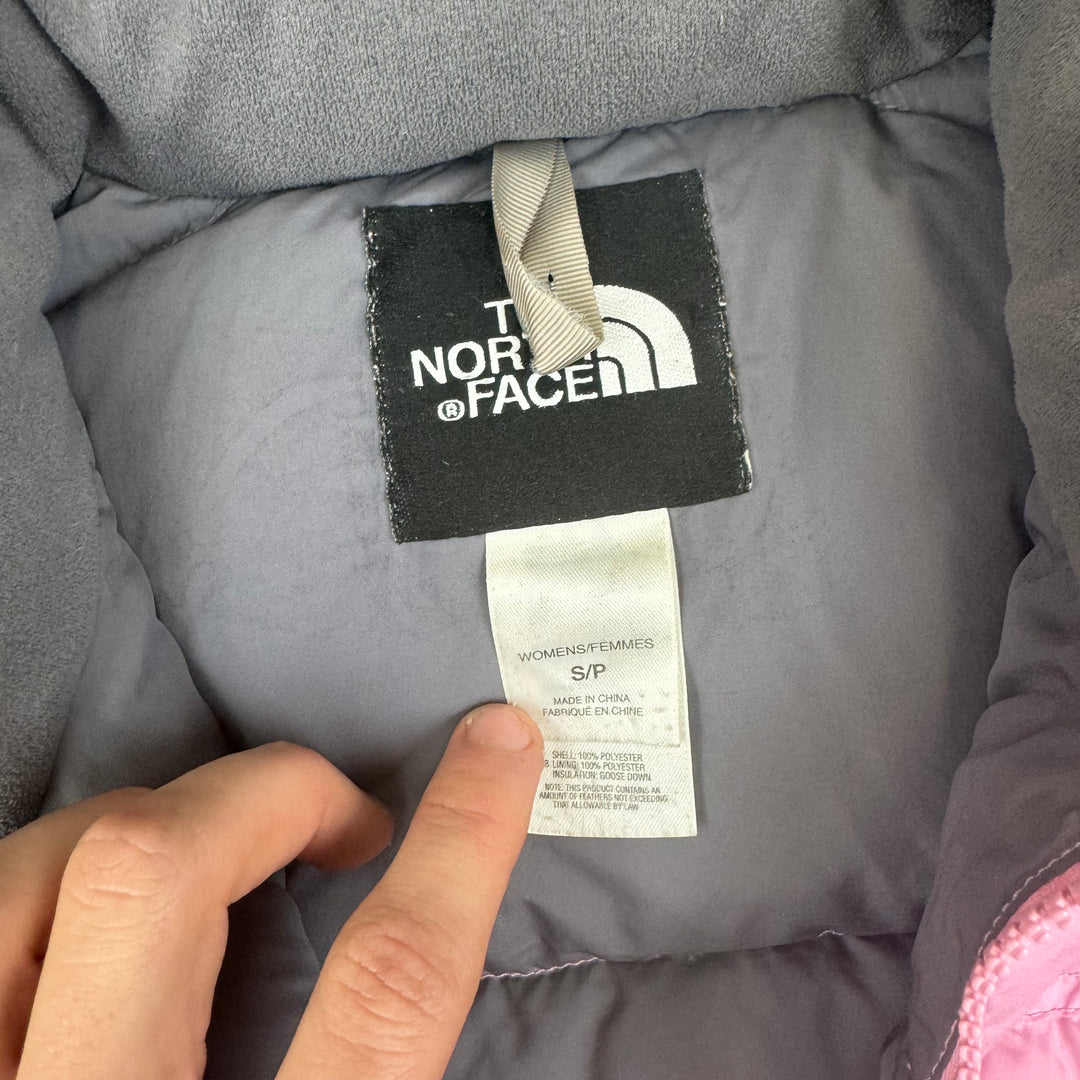 T
NOR
®FACE
WOMENS/FEMMES
S/P
MADE IN CHINA
FABRIQUÉ EN CHINE
SHELL: 100% POLYESTER
B LINING: 100% POLYESTER
INSULATION: GOOSE DOWN
NOTE: THIS PRODUCT CONTAINS AN
AMOUNT OF FEATHERS NOT EXCEEDING
THAT ALLOWABLE BY LAW